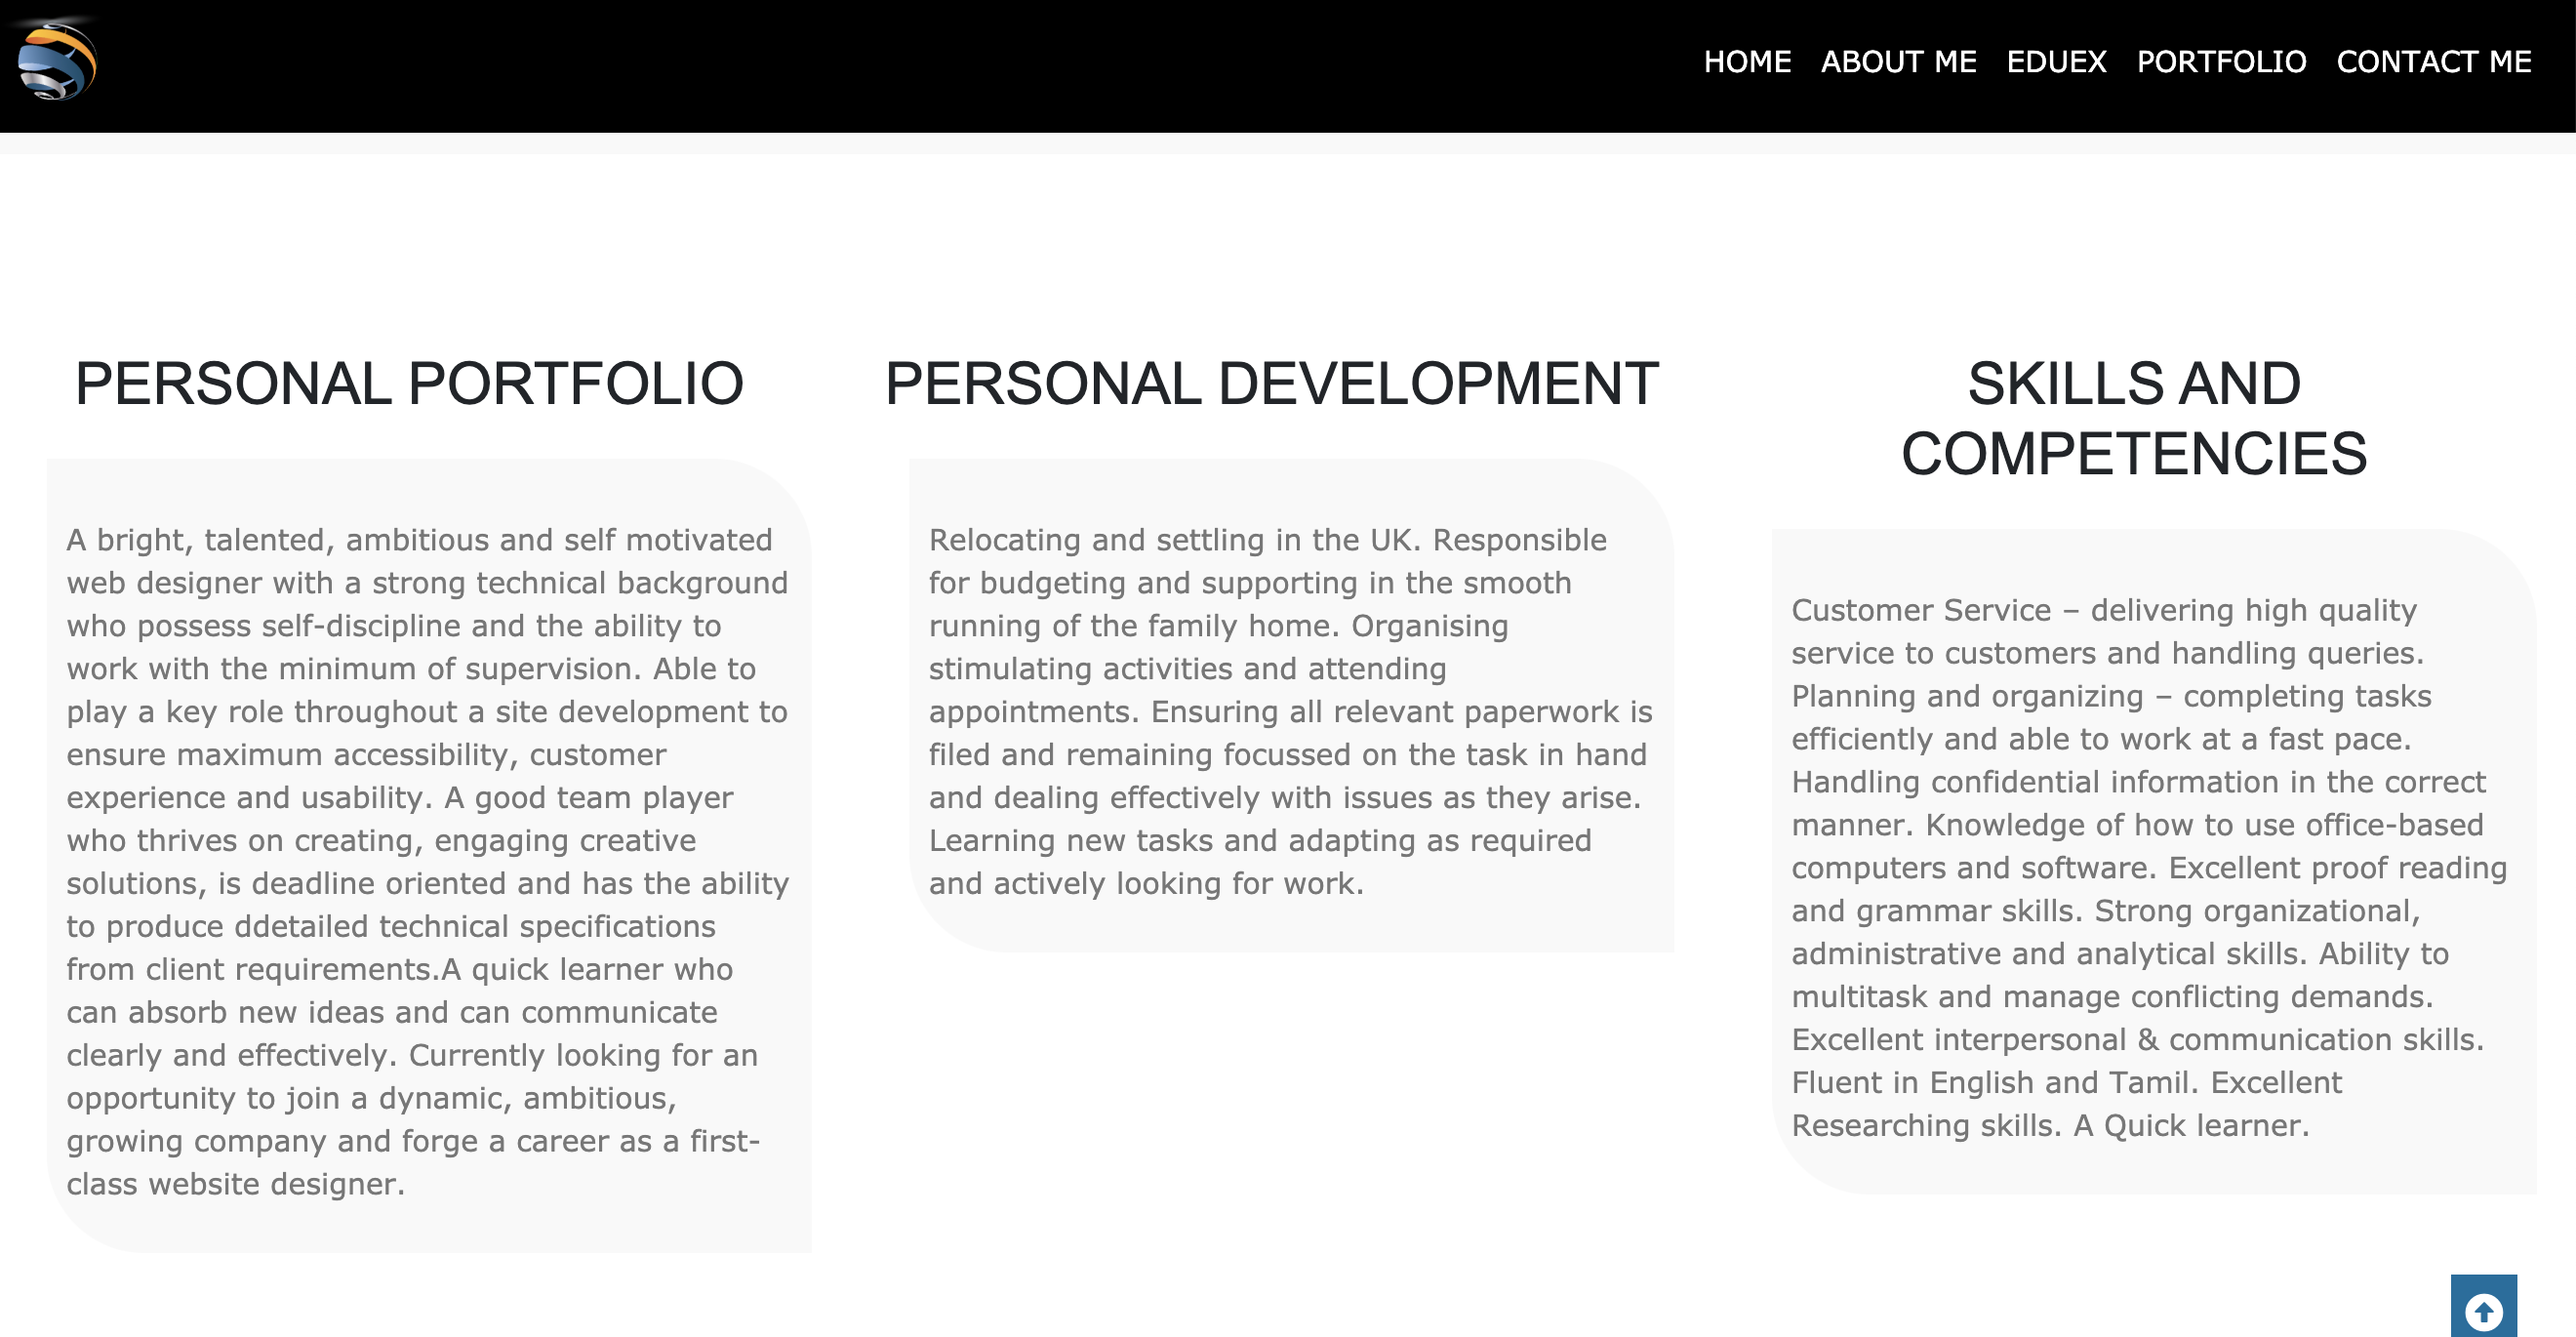 HOME ABOUT ME EDUEX PORTFOLIO CONTACT ME
PERSONAL PORTFOLIO
A bright, talented, ambitious and self motivated
web designer with a strong technical background
who possess self-discipline and the ability to
work with the minimum of supervision. Able to
play a key role throughout a site development to
ensure maximum accessibility, customer
experience and usability. A good team player
who thrives on creating, engaging creative
solutions, is deadline oriented and has the ability
to produce ddetailed technical specifications
from client requirements.A quick learner who
can absorb new ideas and can communicate
clearly and effectively. Currently looking for an
opportunity to join a dynamic, ambitious,
growing company and forge a career as a first-
class website designer.
PERSONAL DEVELOPMENT
Relocating and settling in the UK. Responsible
for budgeting and supporting in the smooth
running of the family home. Organising
stimulating activities and attending
appointments. Ensuring all relevant paperwork is
filed and remaining focussed on the task in hand
and dealing effectively with issues as they arise.
Learning new tasks and adapting as required
and actively looking for work.
SKILLS AND
COMPETENCIES
Customer Service – delivering high quality
service to customers and handling queries.
Planning and organizing – completing tasks
efficiently and able to work at a fast pace.
Handling confidential information in the correct
manner. Knowledge of how to use office-based
computers and software. Excellent proof reading
and grammar skills. Strong organizational,
administrative and analytical skills. Ability to
multitask and manage conflicting demands.
Excellent interpersonal & communication skills.
Fluent in English and Tamil. Excellent
Researching skills. A Quick learner.